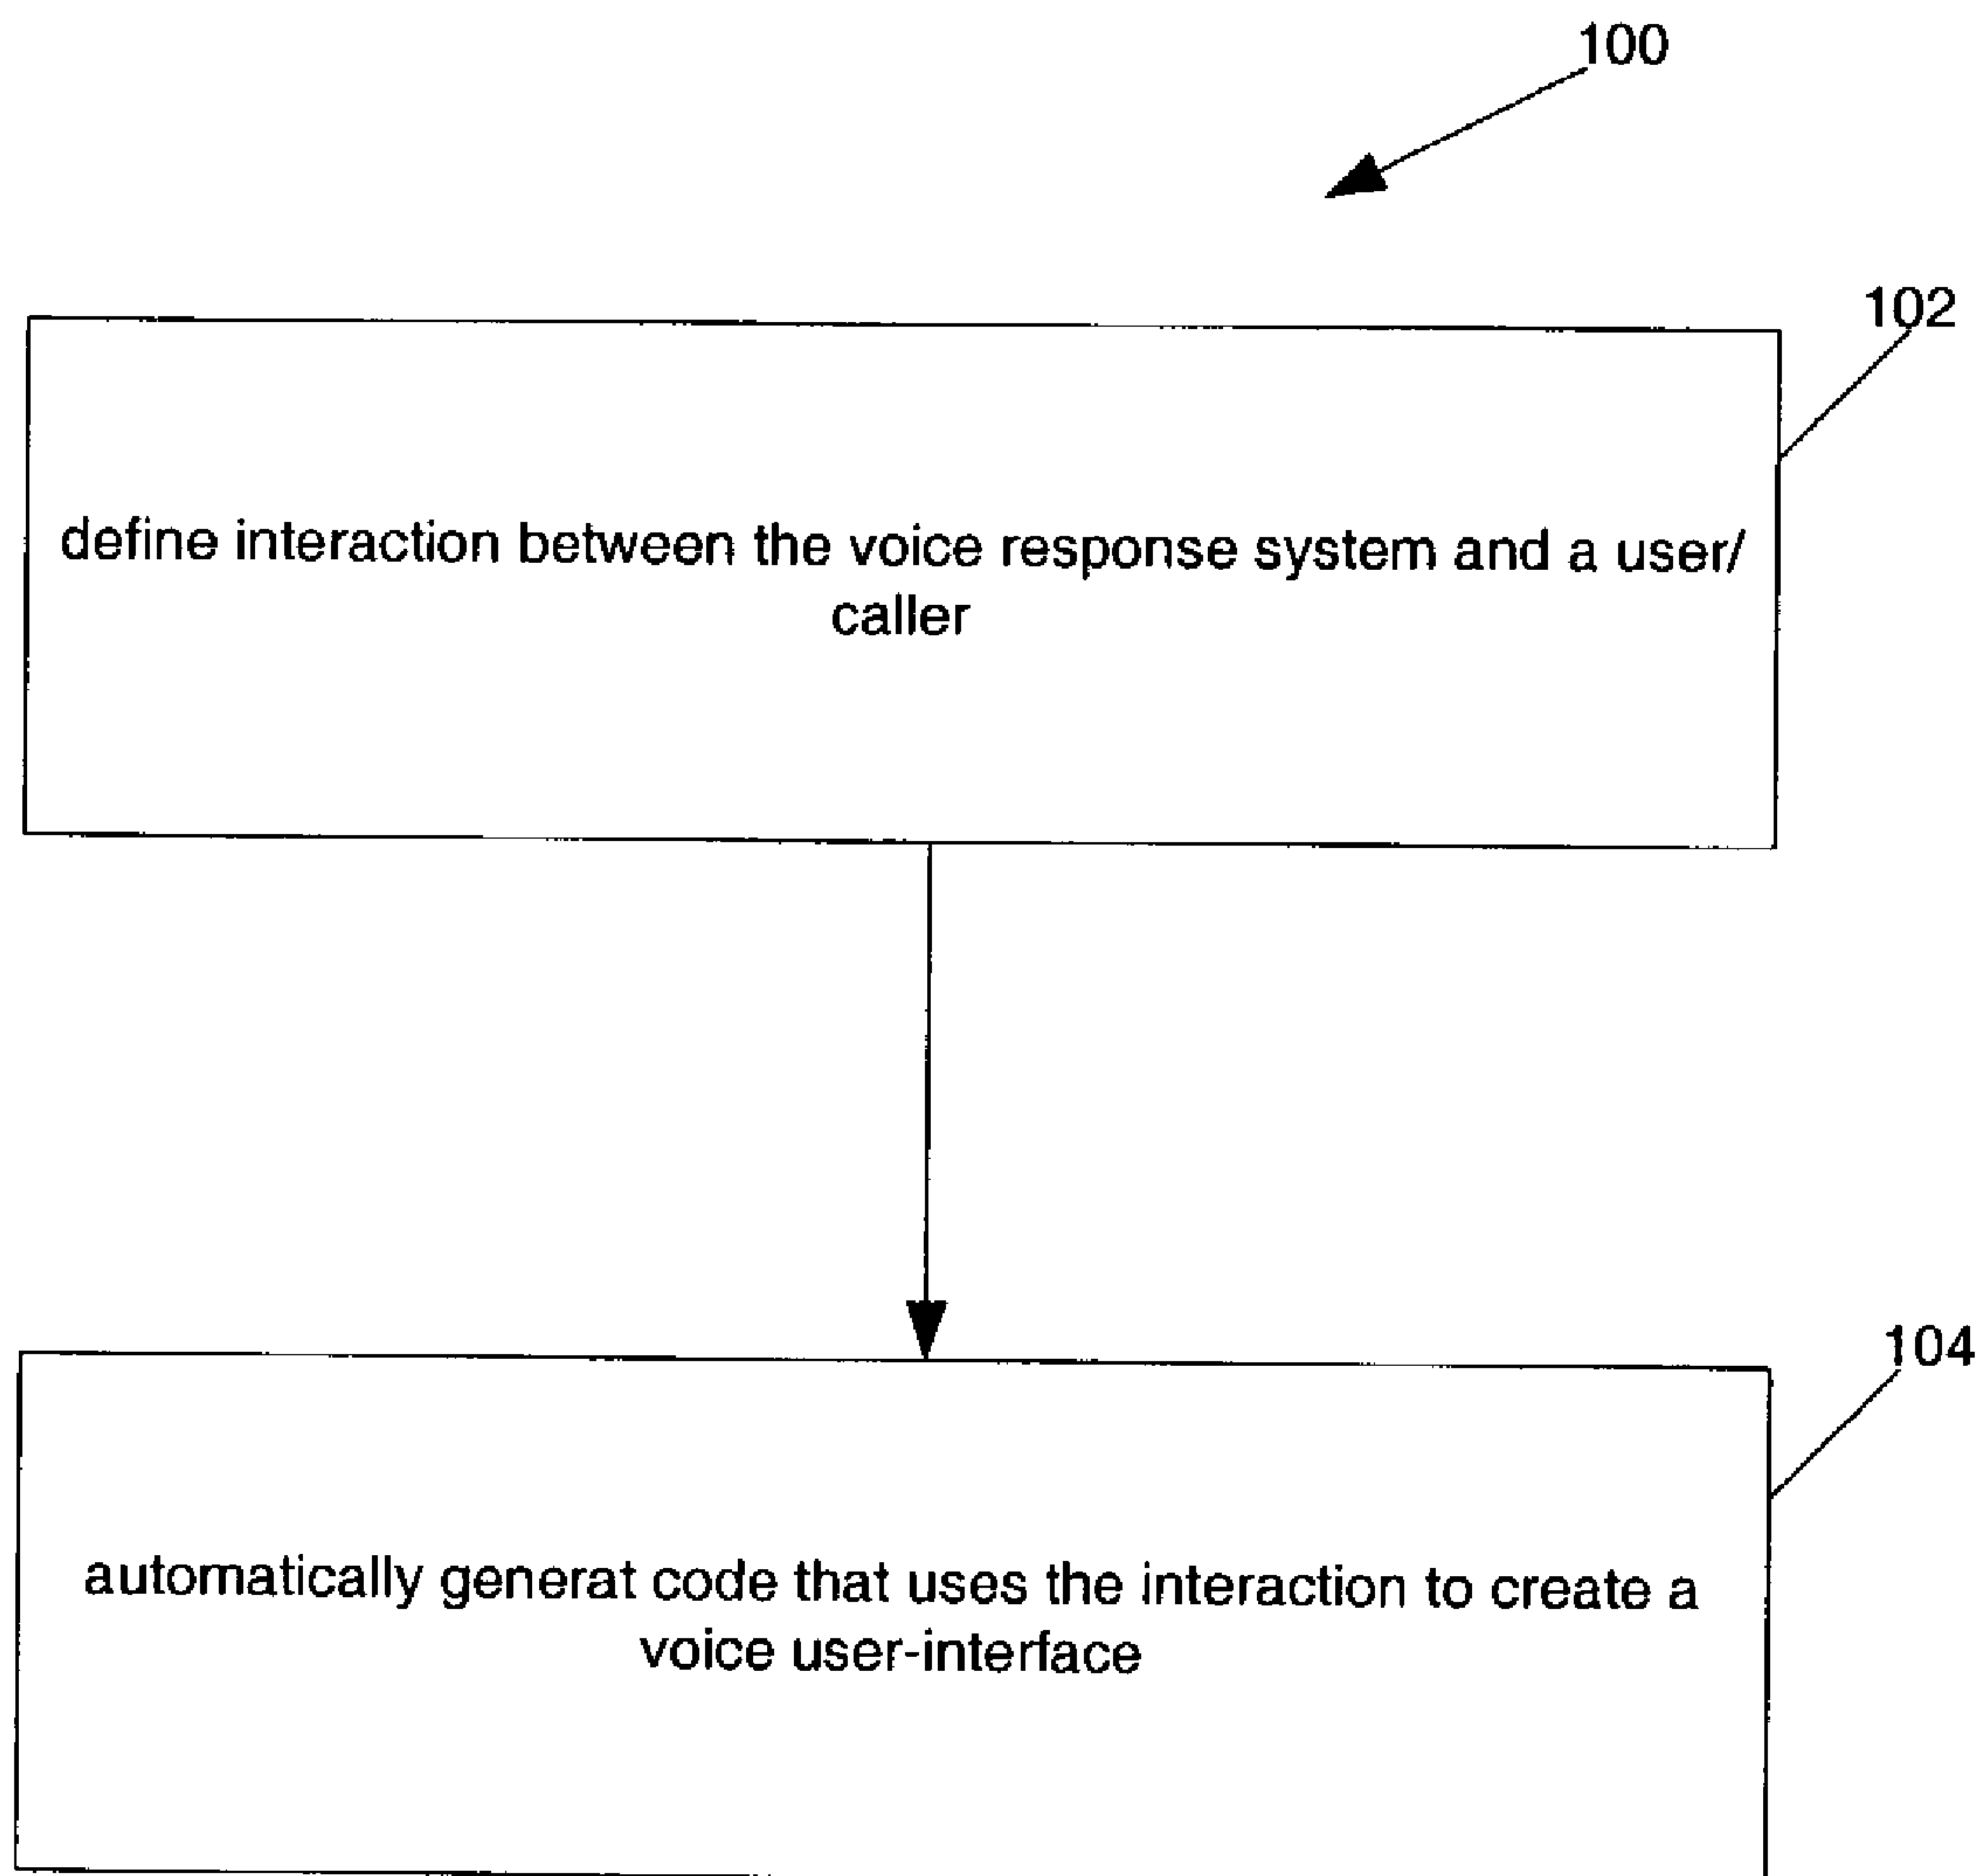 100
102
define interaction between the voice response system and a user/
caller
104
automatically generat code that uses the interaction to create a
voice user-interface